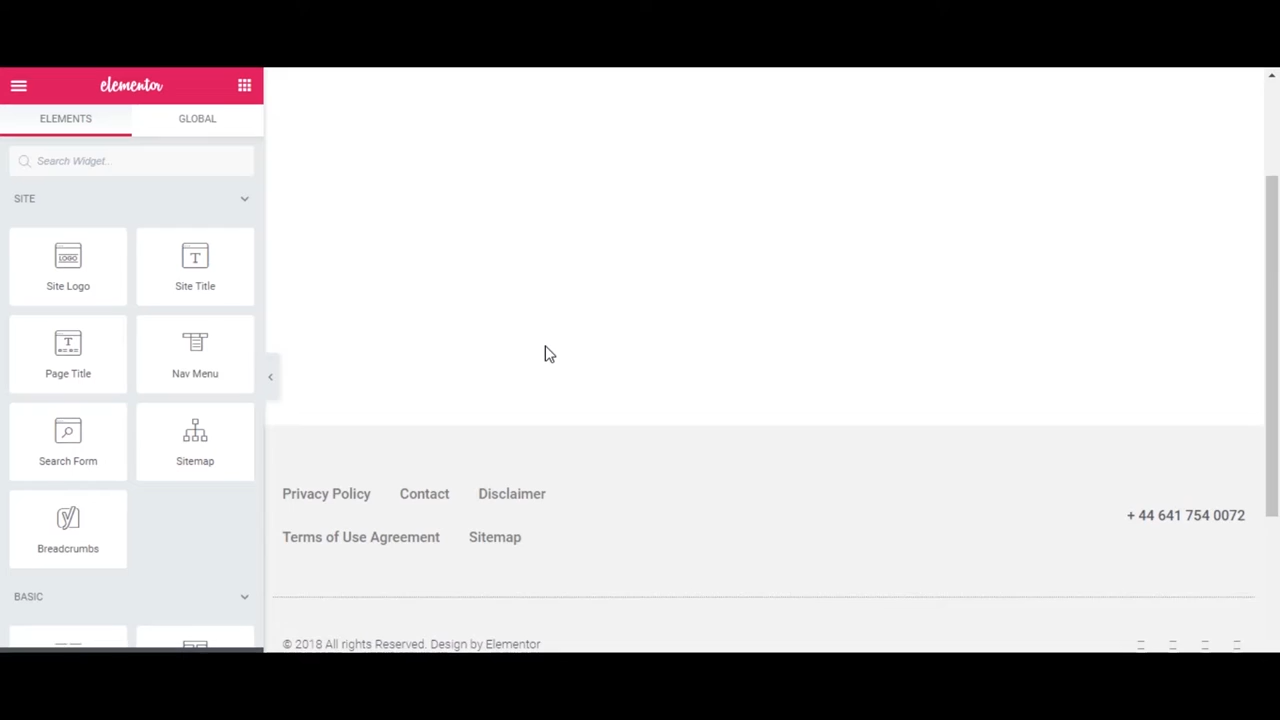 elementor
ELEMENTS GLOBAL
Search Widget...
SITE
LOGO T
Site Logo Site Title
T
Page Title Nav Menu
Search Form Sitemap
Breadcrumbs
BASIC
Privacy Policy Contact Disclaimer
Terms of Use Agreement Sitemap
+ 44 641 754 0072
© 2018 All rights Reserved. Design by Elementor